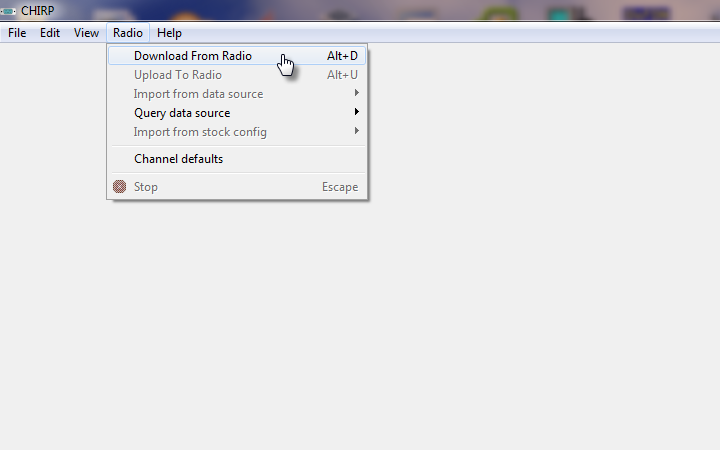 CHIRP
File Edit View Radio Help
Download From Radio Alt+D
Upload To Radio Alt+U
Import from data source
Query data source
Import from stock config
Channel defaults
Stop Escape